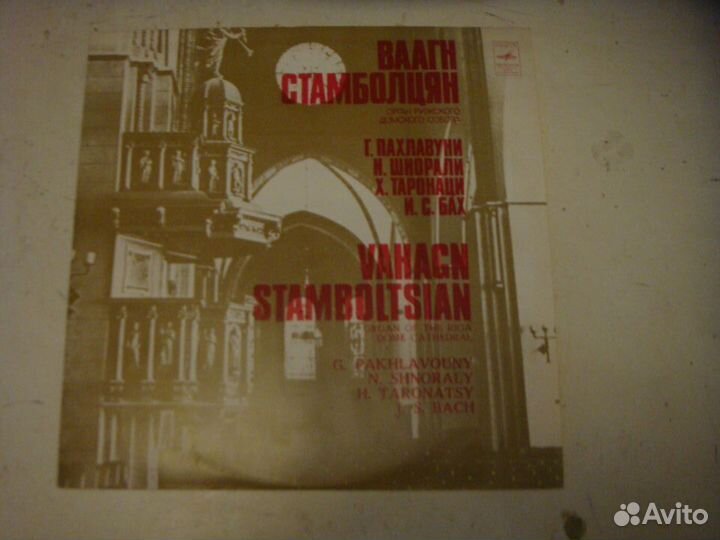 ВААГН
СТАМБОЛЦЯН
ОРГАН РИЖСКОГО
ДОМСКОГО СОБОРА
Г. ПАХЛАВУНИ
Н. ШНОРАЛИ
Х. ТАРОНАЦИ
И. С. БАХ
VAHAGN
STAMBOLTSIAN
ORGAN OF THE RIGA
DOME CATHEDRAL
G. PAKHLAVOUNY
N. SHNORALY
H. TARONATSY
J. S. BACH
Avito